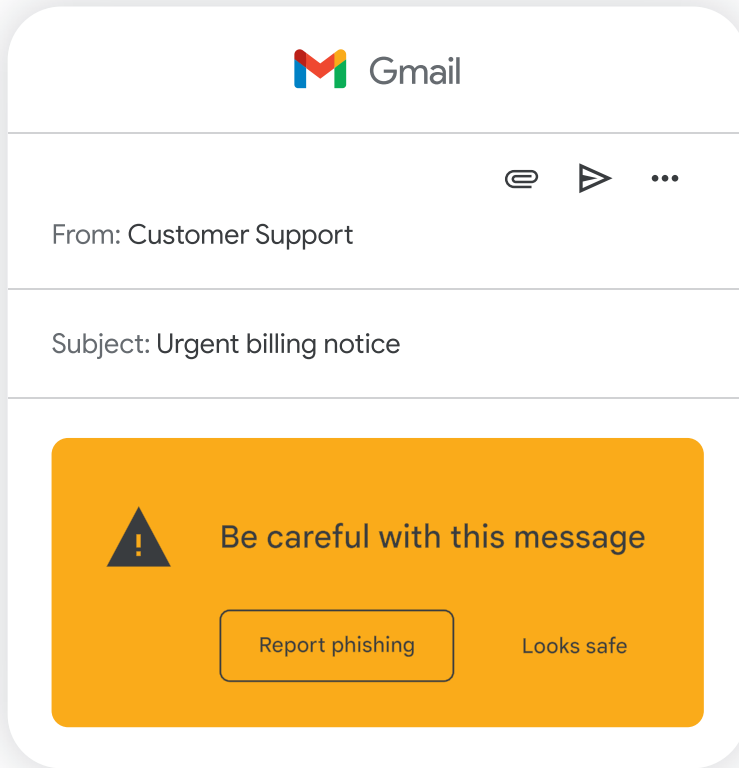 Gmail
From: Customer Support
Subject: Urgent billing notice
Be careful with this message
Report phishing
Looks safe